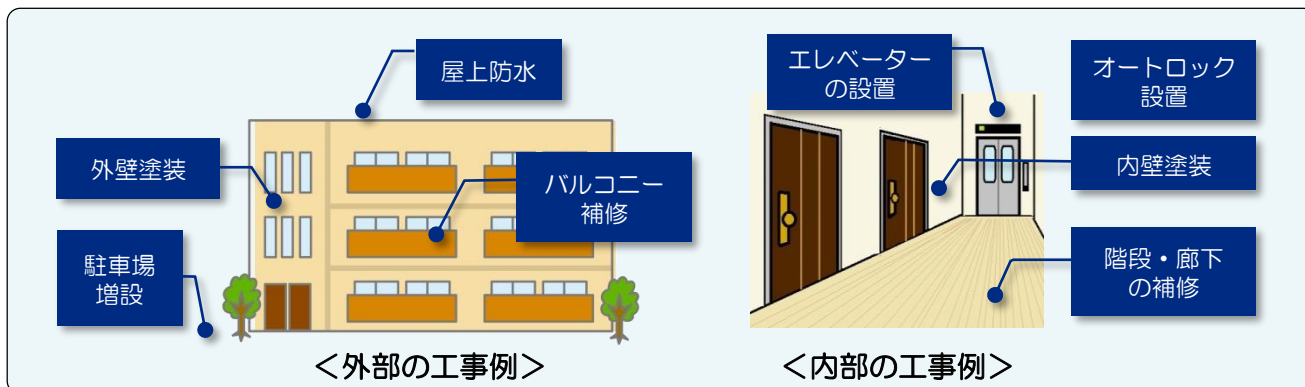 屋上防水
外壁塗装
バルコニー
補修
駐車場
増設
＜外部の工事例＞
エレベーター
の設置
オートロック
設置
内壁塗装
階段・廊下
の補修
＜内部の工事例＞